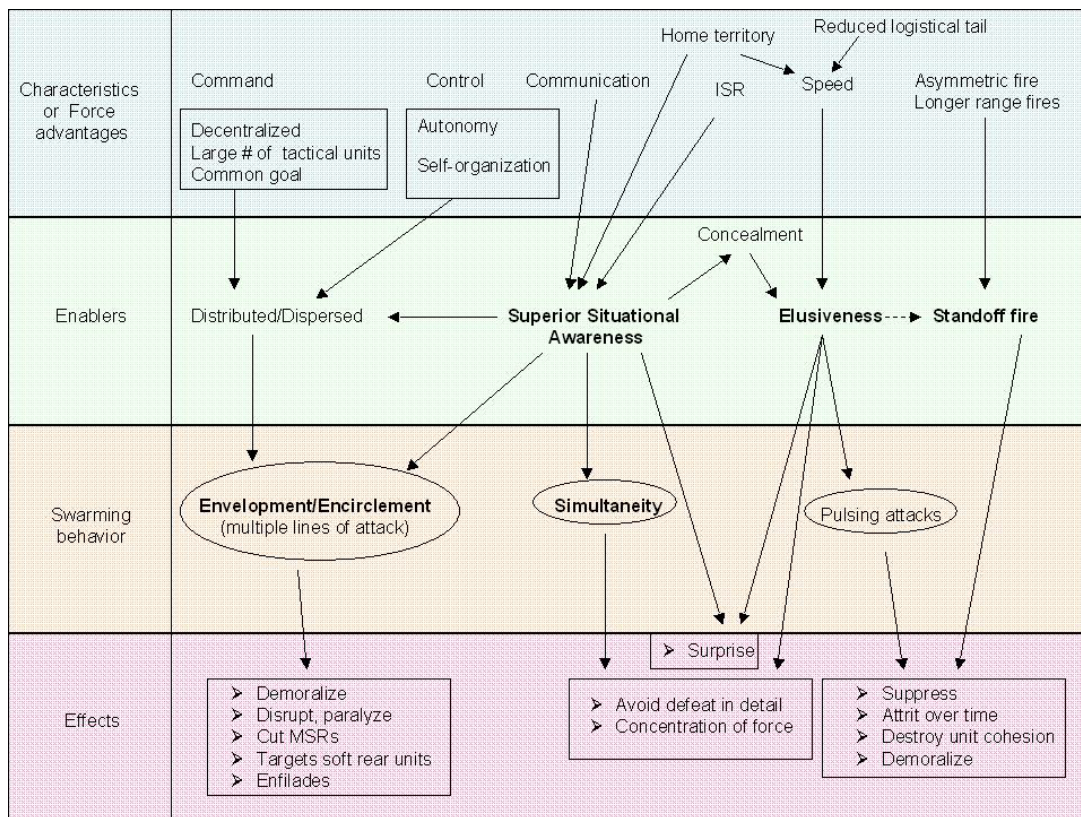 Characteristics
or Force
advantages
Command
Decentralized
Large # of tactical units
Common goal
Control
Autonomy
Self-organization
Communication
Home territory
ISR
Reduced logistical tail
Speed
Asymmetric fire
Longer range fires
Enablers
Distributed/Dispersed
Superior Situational
Awareness
Concealment
Elusiveness
Standoff fire
Swarming
behavior
Envelopment/Encirclement
(multiple lines of attack)
Simultaneity
Pulsing attacks
Effects
➢ Demoralize
➢ Disrupt, paralyze
➢ Cut MSRs
➢ Targets soft rear units
➢ Enfilades
➢ Surprise
➢ Avoid defeat in detail
➢ Concentration of force
➢ Suppress
➢ Attrit over time
➢ Destroy unit cohesion
➢ Demoralize